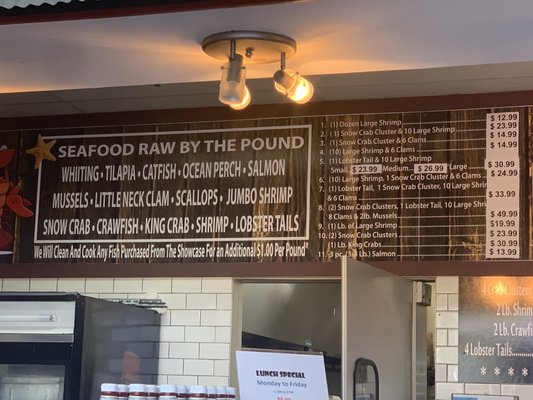 SEAFOOD RAW BY THE POUND
WHIITING • TILAPIA • CATFISH • OCEAN PERCH • SALMON
MUSSELS • LITTLE NECK CLAM • SCALLOPS • JUMBO SHRIMP
SNOW CRAB • CRAWFISH • KING CRAB • SHRIMP • LOBSTER TAILS
We Will Clean And Cook Any Fish Purchased From The Showcase For an Additional $1.00 Per Pound"
1. (1) Dozen Large Shrimp $ 12.99
2. (1) Snow Crab Cluster & 10 Large Shrimp $ 23.99
3. (1) Snow Crab Cluster & 6 Clams $ 14.99
4. (10) Large Shrimp & 6 Clams $ 14.99
5. (1) Lobster Tail & 10 Large Shrimp
Small $ 23.99 Medium $ 26.99 Large $ 30.99
6. (10) Large Shrimp, 1 Snow Crab Cluster & 6 Clams $ 24.99
7. (1) Lobster Tail, 1 Snow Crab Cluster, 10 Large Shrimp
& 6 Clams $ 33.99
8. (2) Snow Crab Clusters, 1 Lobster Tail, 10 Large Shrimp
8 Clams & 2lb. Mussels $ 49.99
9. (1) Lb. of Large Shrimp $19.99
10. (2) Snow Crab Clusters $ 23.99
(1) Lb. King Crabs $ 30.99
11. 3 pc. Salmon $ 13.99
Clusters
2 Lb. Shrimp
2 Lb. Crawfish
4 Lobster Tails
LUNCH SPECIAL
Monday to Friday